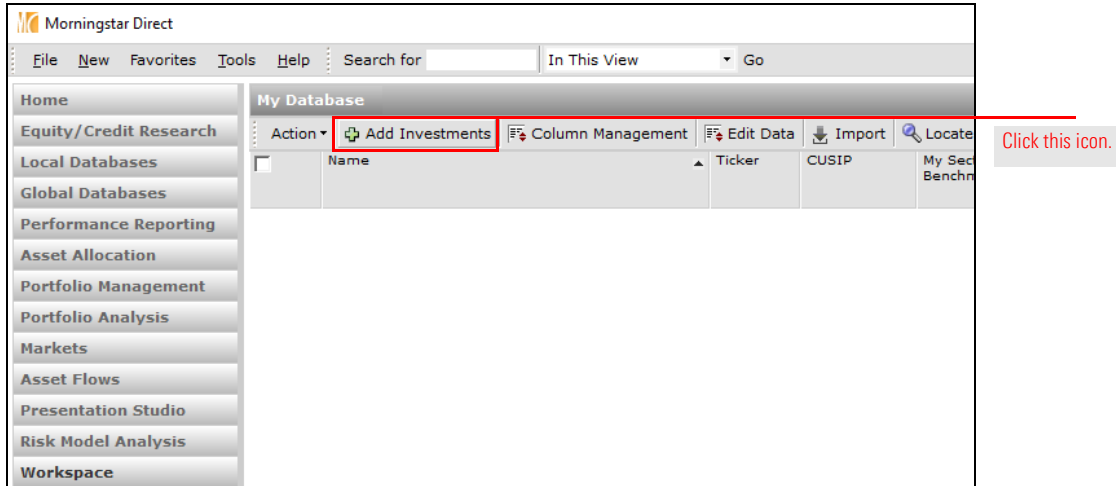 Morningstar Direct
File New Favorites Tools Help Search for In This View Go
Home
Equity/Credit Research
Local Databases
Global Databases
Performance Reporting
Asset Allocation
Portfolio Management
Portfolio Analysis
Markets
Asset Flows
Presentation Studio
Risk Model Analysis
Workspace
My Database
Action Add Investments Column Management Edit Data Import Locate
Name Ticker CUSIP My
Click this icon.